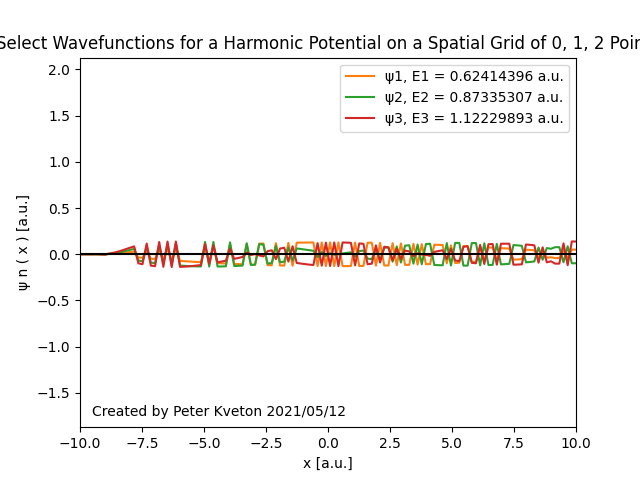 Select Wavefunctions for a Harmonic Potential on a Spatial Grid of 0, 1, 2 Poin
2.0
1.5
1.0
0.5
0.0
−0.5
−1.0
−1.5
ψ n ( x ) [a.u.]
ψ1, E1 = 0.62414396 a.u.
ψ2, E2 = 0.87335307 a.u.
ψ3, E3 = 1.12229893 a.u.
Created by Peter Kveton 2021/05/12
−10.0 −7.5 −5.0 −2.5 0.0 2.5 5.0 7.5 10.0
x [a.u.]